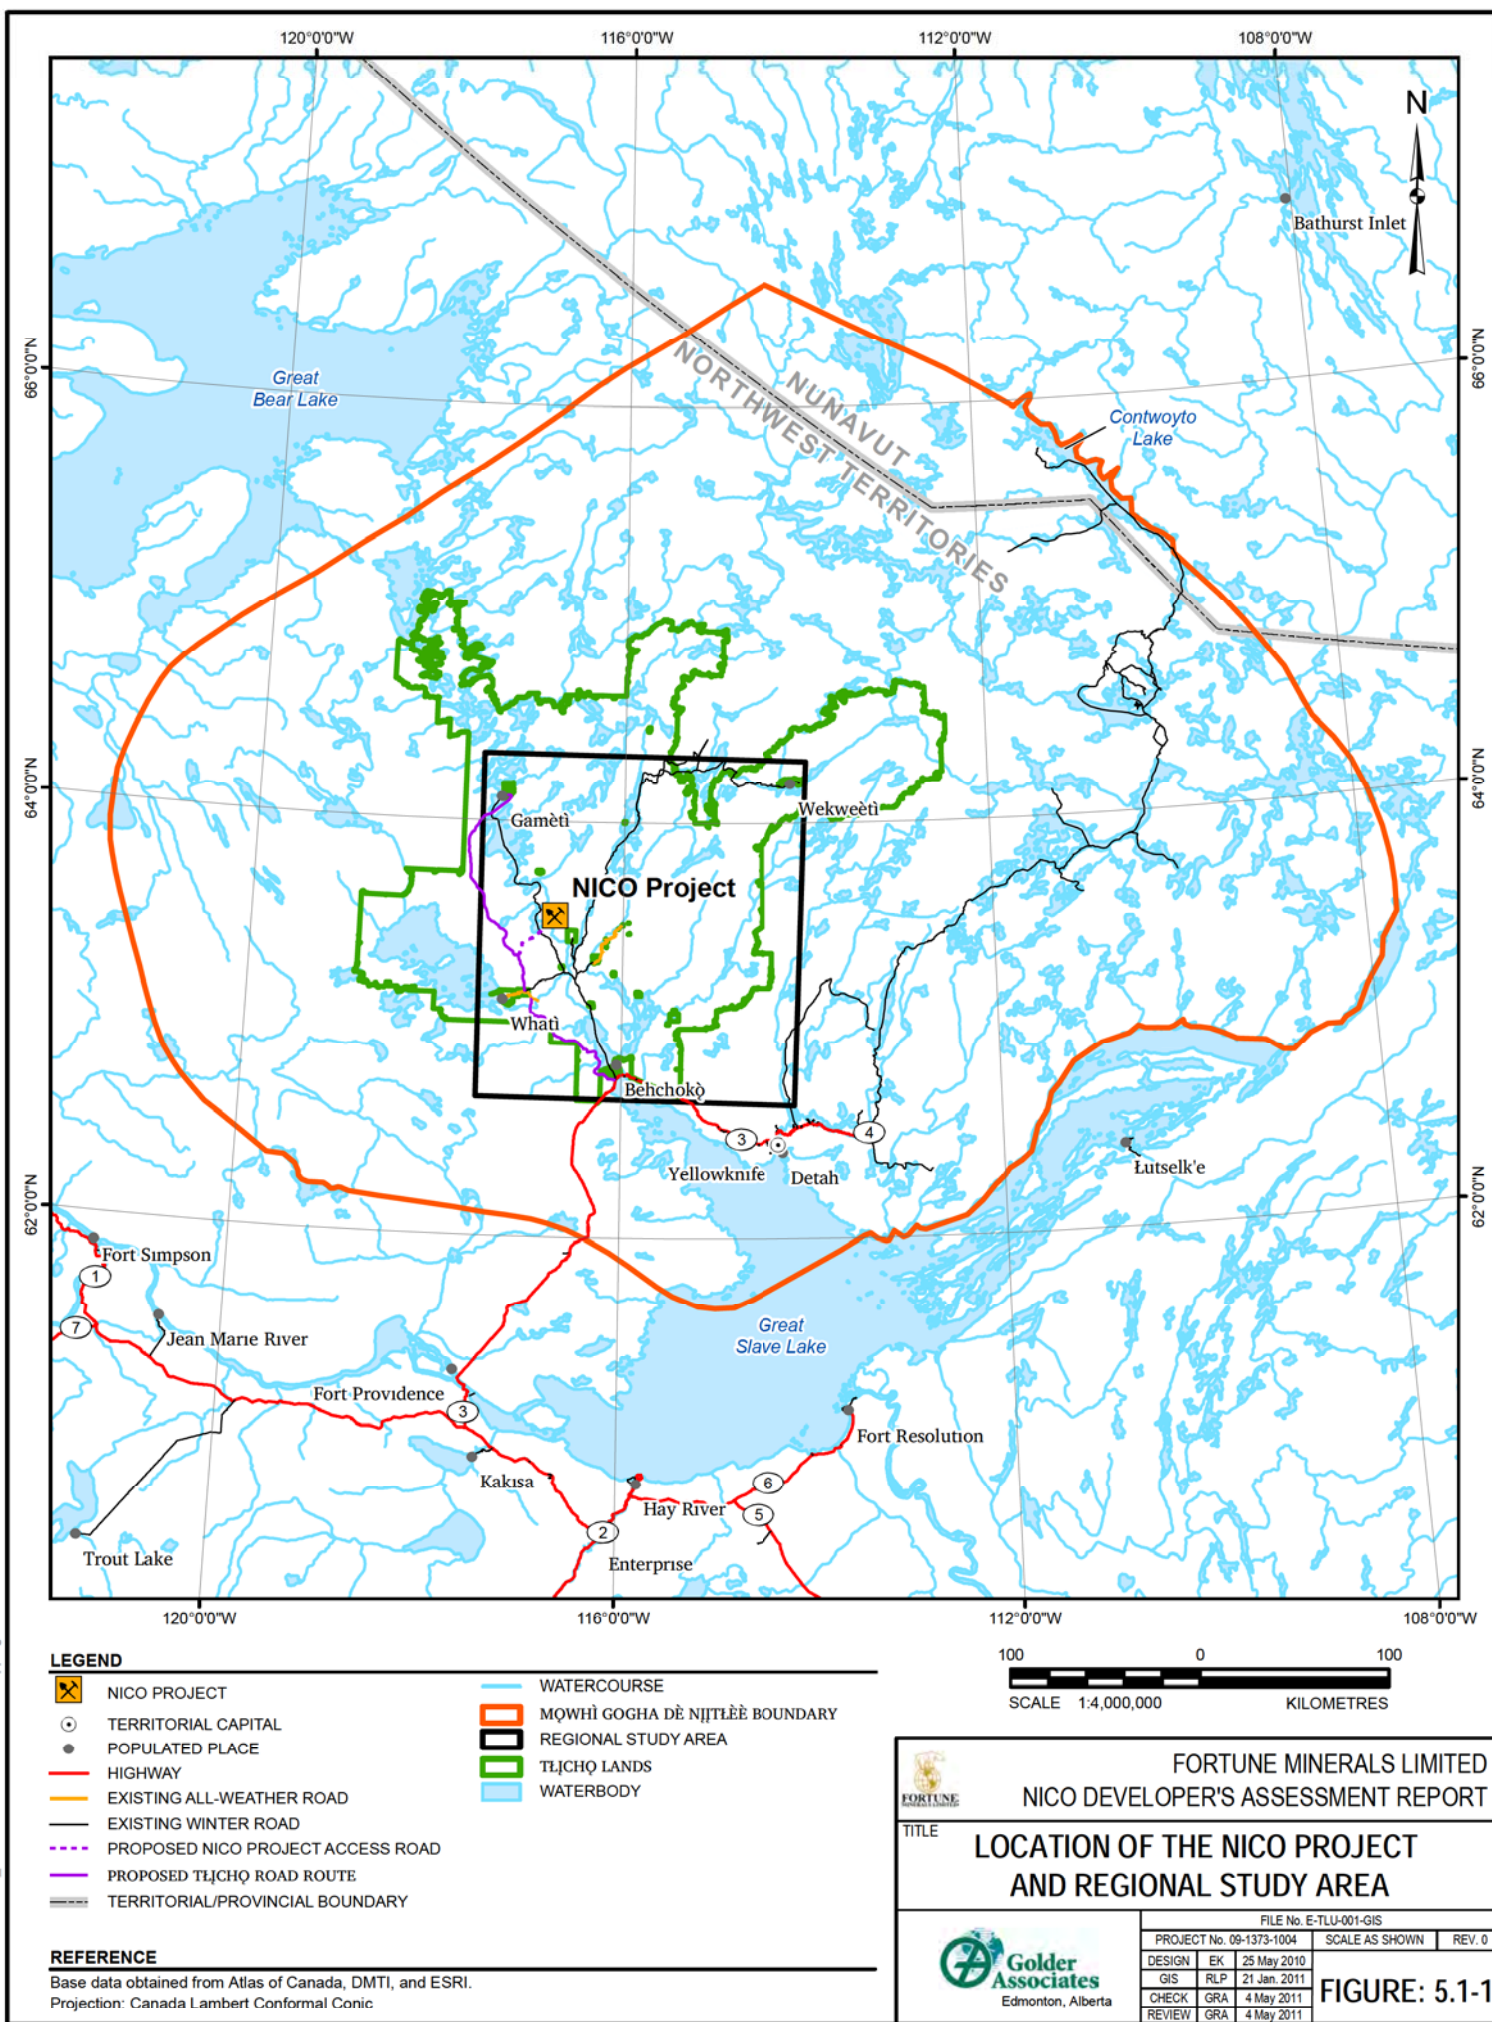 120°0'0"W 116°0'0"W 112°0'0"W 108°0'0"W
N
Bathurst Inlet
66°0'0"N
66°0'0"N
Great
Bear Lake
NUNAVUT
NORTHWEST TERRITORIES
Contwoyto
Lake
64°0'0"N
64°0'0"N
Gamètì
Wekweètì
NICO Project
Whatì
Behchokǫ̀
3
4
Yellowknife
Detah
Łutselk'e
62°0'0"N
62°0'0"N
Fort Simpson
1
7
Jean Marie River
Great
Slave Lake
Fort Providence
3
Fort Resolution
Kakisa
6
Hay River
5
2
Trout Lake
Enterprise
120°0'0"W 116°0'0"W 112°0'0"W 108°0'0"W
LEGEND
NICO PROJECT
TERRITORIAL CAPITAL
POPULATED PLACE
HIGHWAY
EXISTING ALL-WEATHER ROAD
EXISTING WINTER ROAD
PROPOSED NICO PROJECT ACCESS ROAD
PROPOSED TŁĮCHǪ ROAD ROUTE
TERRITORIAL/PROVINCIAL BOUNDARY
WATERCOURSE
MǪWHÌ GOGHA DÈ NĮĮTŁÈÈ BOUNDARY
REGIONAL STUDY AREA
TŁĮCHǪ LANDS
WATERBODY
100 0 100
SCALE 1:4,000,000 KILOMETRES
REFERENCE
Base data obtained from Atlas of Canada, DMTI, and ESRI.
Projection: Canada Lambert Conformal Conic
FORTUNE
MINERALS LIMITED
FORTUNE MINERALS LIMITED
NICO DEVELOPER'S ASSESSMENT REPORT
TITLE
LOCATION OF THE NICO PROJECT
AND REGIONAL STUDY AREA
Golder
Associates
Edmonton, Alberta
FILE No. E-TLU-001-GIS
PROJECT No. 09-1373-1004 SCALE AS SHOWN REV. 0
DESIGN EK 25 May 2010
GIS RLP 21 Jan. 2011
CHECK GRA 4 May 2011
REVIEW GRA 4 May 2011
FIGURE: 5.1-1